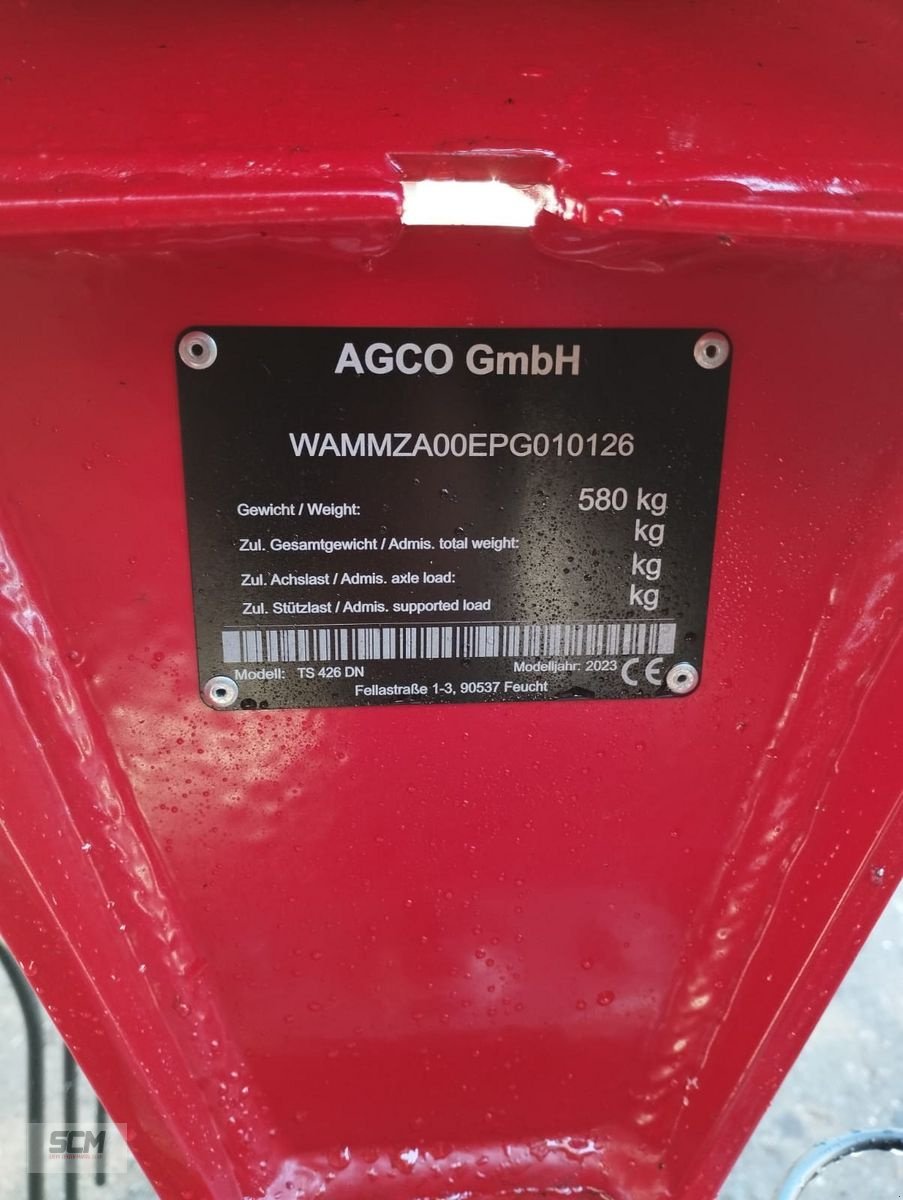 AGCO GmbH
WAMMZA00EPG010126
Gewicht / Weight: 580 kg
Zul. Gesamtgewicht / Admis. total weight: kg
Zul. Achslast / Admis. axle load: kg
Zul. Stützlast / Admis. supported load kg
Modell: TS 426 DN Modelljahr: 2023 CE
Fellastraße 1-3, 90537 Feucht
SCM